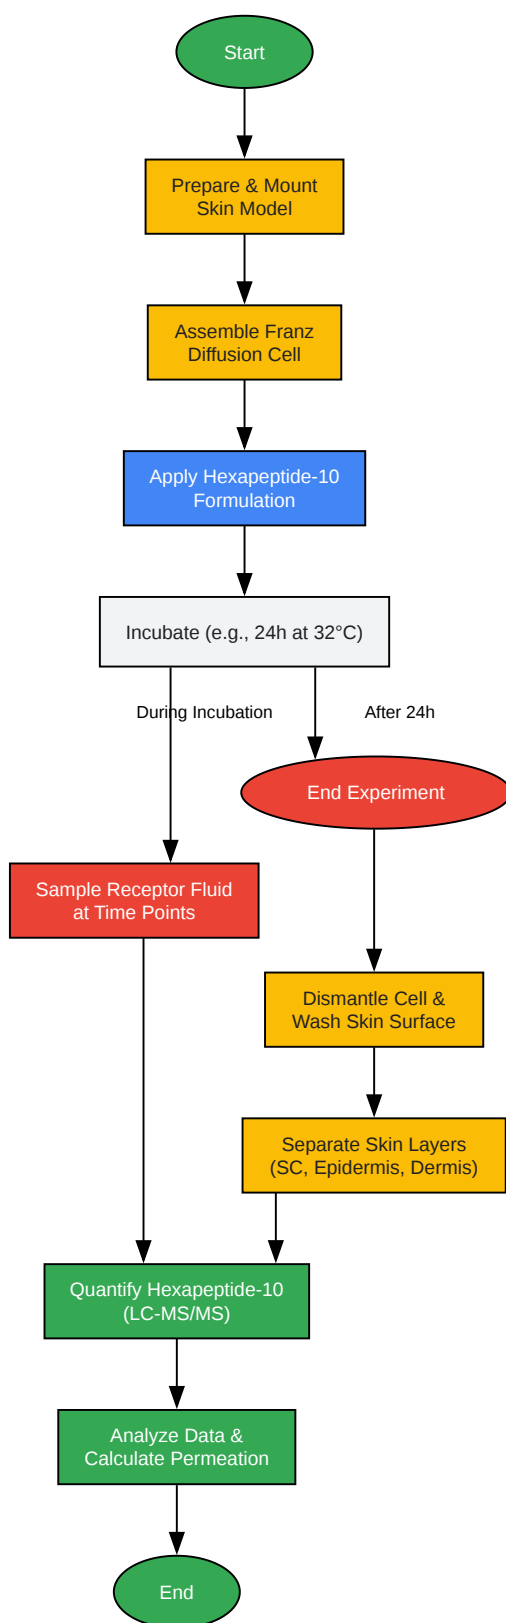 Start
Prepare & Mount
Skin Model
Assemble Franz
Diffusion Cell
Apply Hexapeptide-10
Formulation
Incubate (e.g., 24h at 32°C)
During Incubation
After 24h
End Experiment
Sample Receptor Fluid
at Time Points
Dismantle Cell &
Wash Skin Surface
Separate Skin Layers
(SC, Epidermis, Dermis)
Quantify Hexapeptide-10
(LC-MS/MS)
Analyze Data &
Calculate Permeation
End